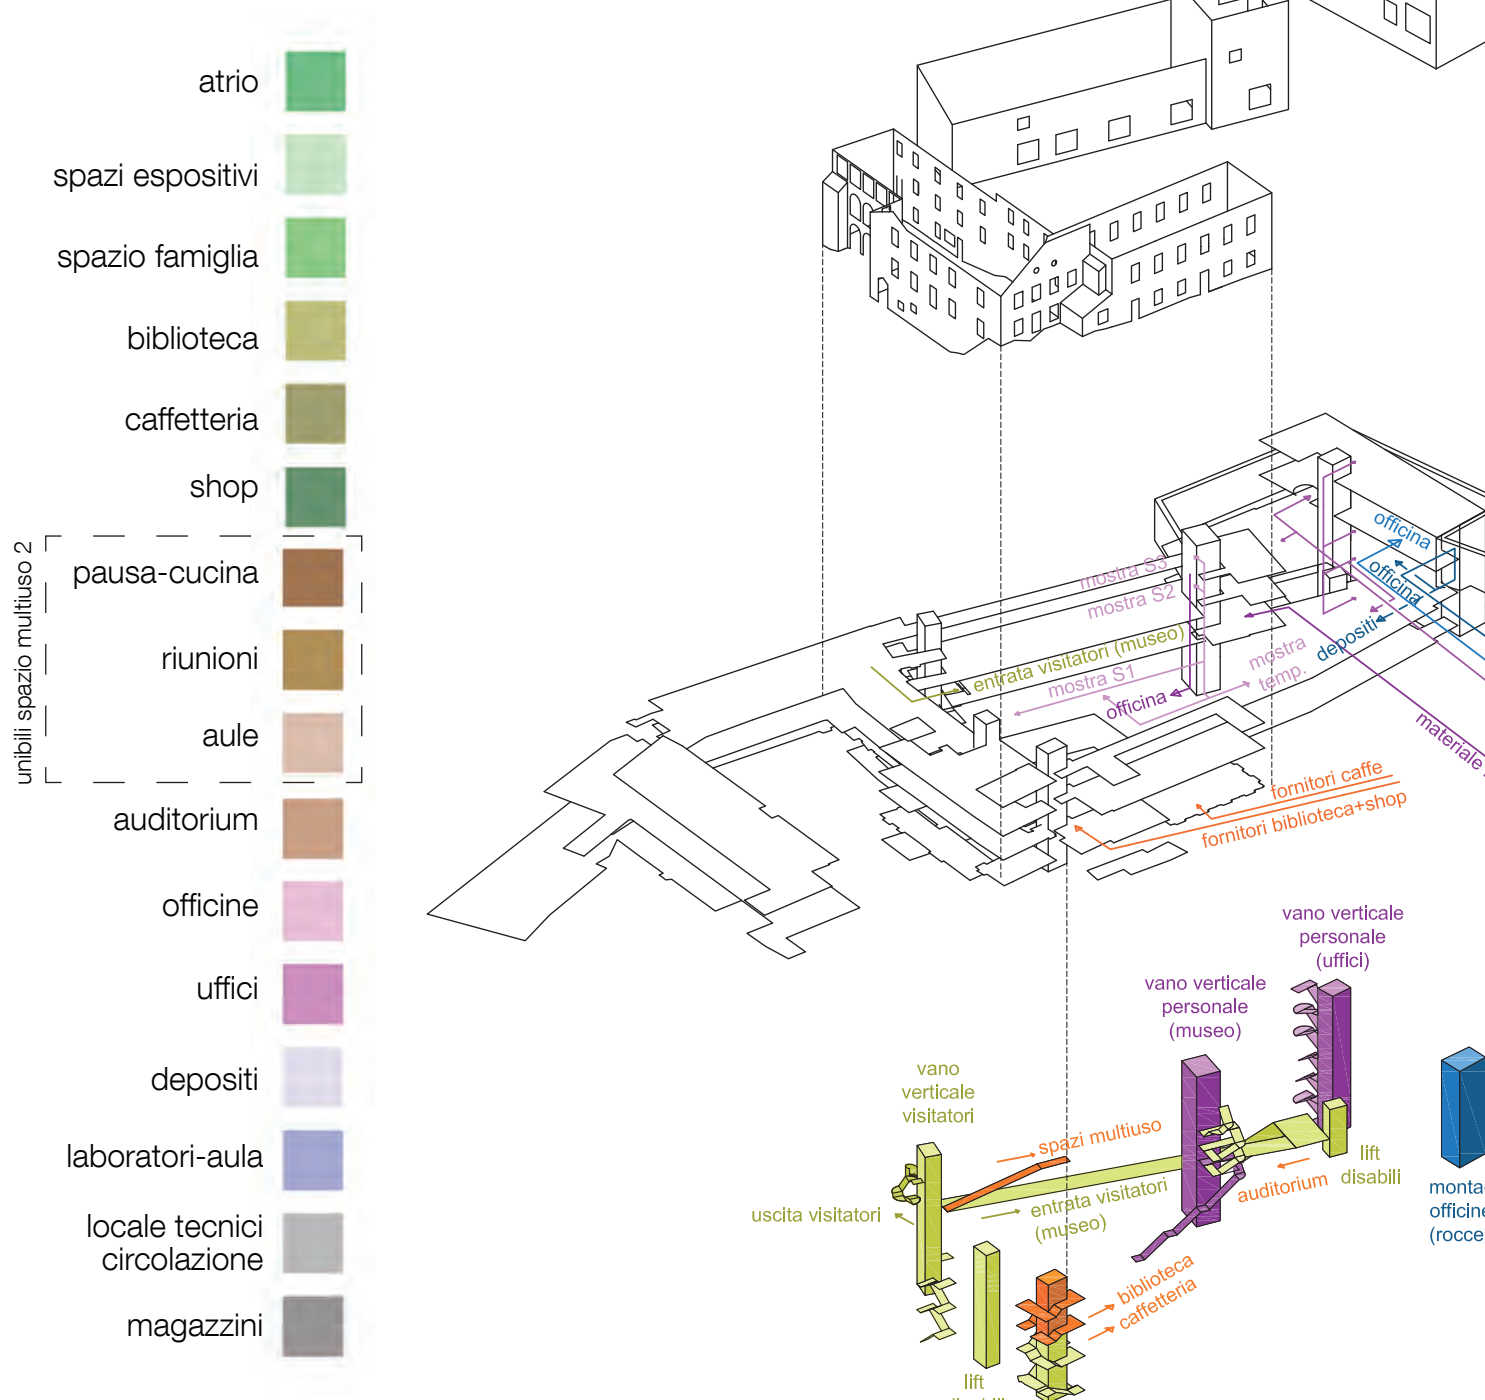 atrio
spazi espositivi
spazio famiglia
biblioteca
caffetteria
shop
unibili spazio multiuso 2
pausa-cucina
riunioni
aule
auditorium
officine
uffici
depositi
laboratori-aula
locale tecnici
circolazione
magazzini
officina
officina
depositi
mostra S3
mostra S2
entrata visitatori (museo)
mostra S1
officina
mostra
temp.
materiale
fornitori caffe
fornitori biblioteca+shop
vano verticale
personale
(uffici)
vano verticale
personale
(museo)
vano
verticale
visitatori
spazi multiuso
uscita visitatori
entrata visitatori
(museo)
auditorium
lift
disabili
biblioteca
caffetteria
lift